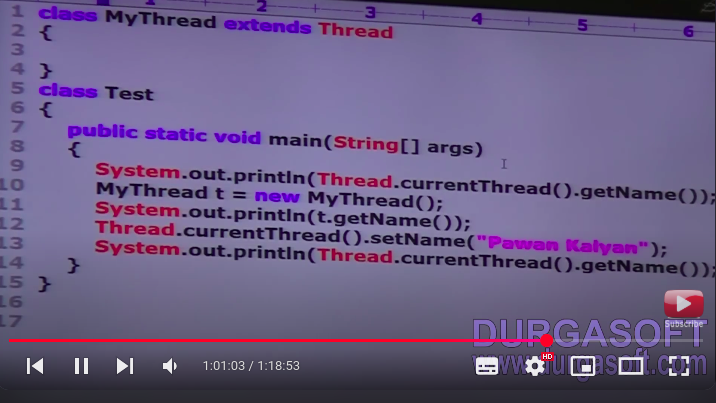 1 2 3 4 5 6
1 class MyThread extends Thread
2 {
3
4 }
5 class Test
6 {
7 public static void main(String[] args)
8 {
9 System.out.println(Thread.currentThread().getName());
10 MyThread t = new MyThread();
11 System.out.println(t.getName());
12 Thread.currentThread().setName("Pawan Kalyan");
13 System.out.println(Thread.currentThread().getName());
14 }
15 }
16
17
Subscribe
DURGASOFT
www.durgasoft.com
HD
1:01:03 / 1:18:53